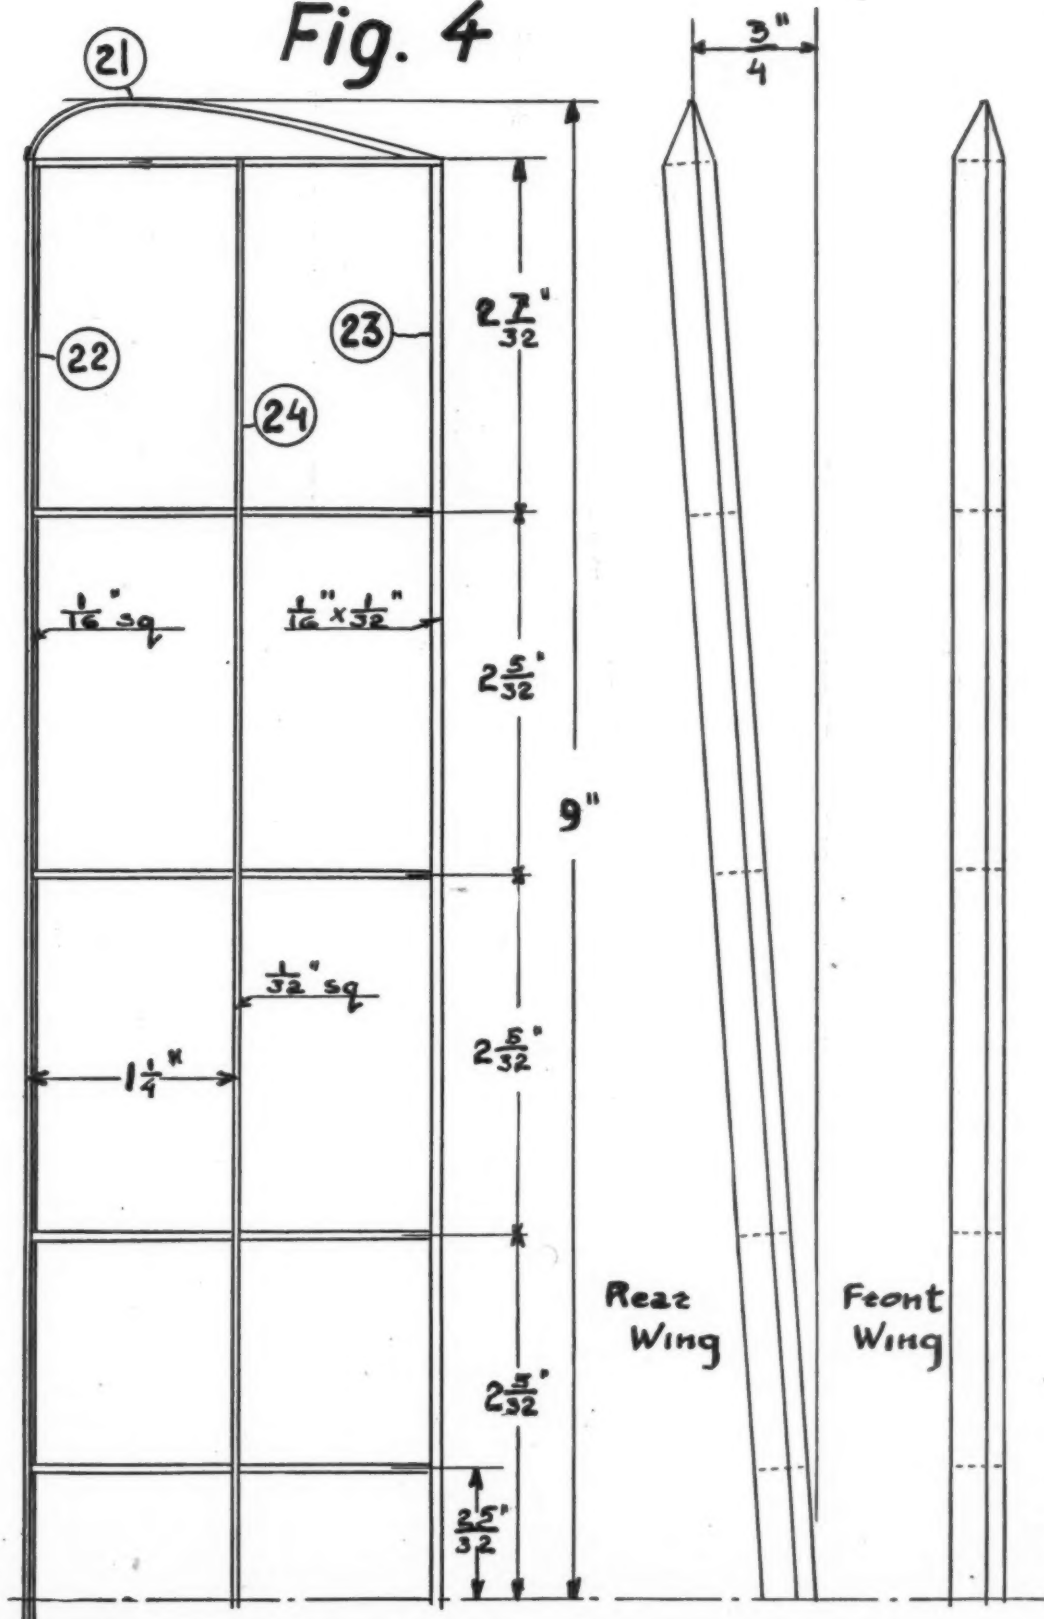 Fig. 4
21
3"
4
2 7/32"
23
22
24
1/16" sq
1/16" x 1/32"
2 5/32"
9"
1/32" sq
2 5/32"
1 1/4"
Rear
Wing
Front
Wing
2 5/32"
25/32"